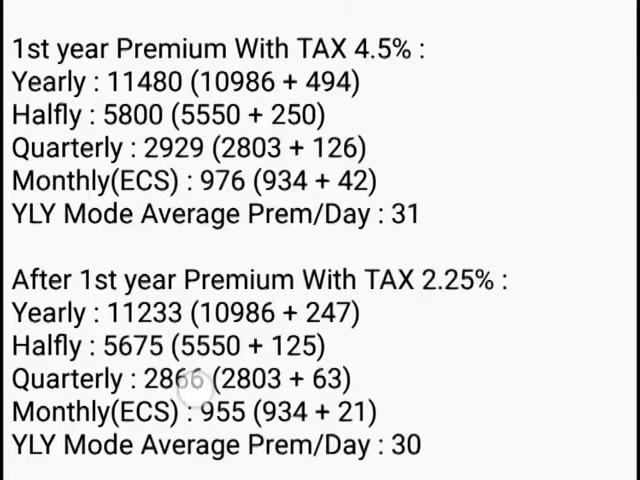 1st year Premium With TAX 4.5% :
Yearly : 11480 (10986 + 494)
Halfly : 5800 (5550 + 250)
Quarterly : 2929 (2803 + 126)
Monthly(ECS) : 976 (934 + 42)
YLY Mode Average Prem/Day : 31
After 1st year Premium With TAX 2.25% :
Yearly : 11233 (10986 + 247)
Halfly : 5675 (5550 + 125)
Quarterly : 2866 (2803 + 63)
Monthly(ECS) : 955 (934 + 21)
YLY Mode Average Prem/Day : 30